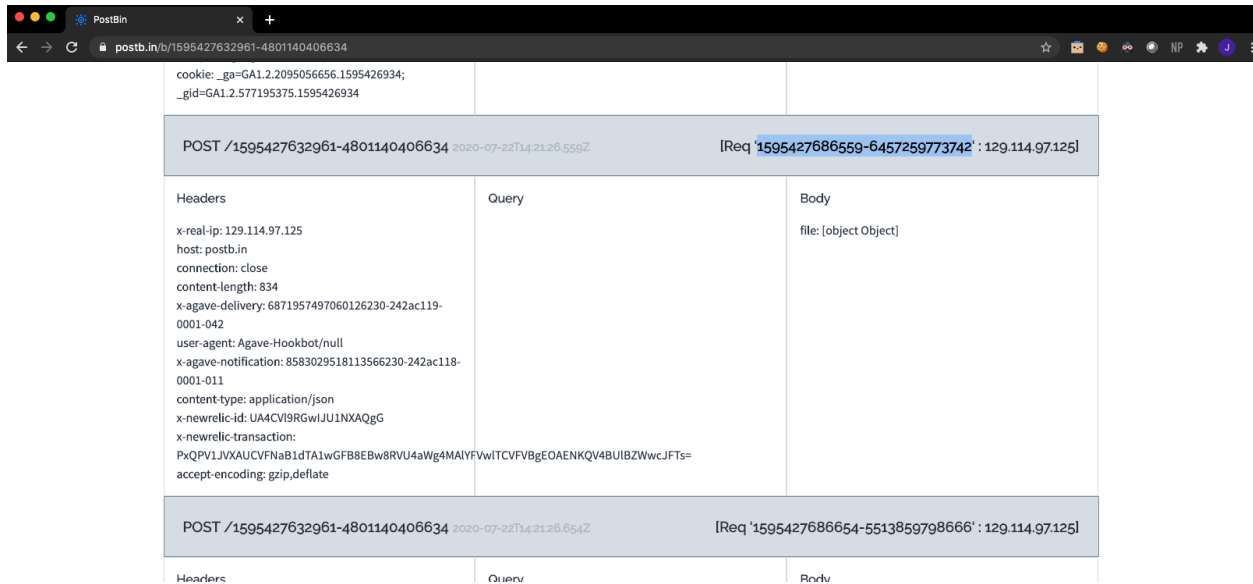 PostBin
postb.in/b/1595427632961-4801140406634
NP
J
cookie: _ga=GA1.2.2095056656.1595426934;
_gid=GA1.2.577195375.1595426934
POST /1595427632961-4801140406634 2020-07-22T14:21:26.559Z [Req '1595427686559-6457259773742' : 129.114.97.125]
Headers Query Body
x-real-ip: 129.114.97.125 file: [object Object]
host: postb.in
connection: close
content-length: 834
x-agave-delivery: 6871957497060126230-242ac119-
0001-042
user-agent: Agave-Hookbot/null
x-agave-notification: 8583029518113566230-242ac118-
0001-011
content-type: application/json
x-newrelic-id: UA4CVl9RGwIJU1NXAQgG
x-newrelic-transaction:
PxQPV1JVXAUCVFNaB1dTA1wGFB8EBw8RVU4aWg4MAlYFVwlTCVFVBgEOAENKQV4BUlBZWwcJFTs=
accept-encoding: gzip,deflate
POST /1595427632961-4801140406634 2020-07-22T14:21:26.654Z [Req '1595427686654-5513859798666' : 129.114.97.125]
Headers Query Body